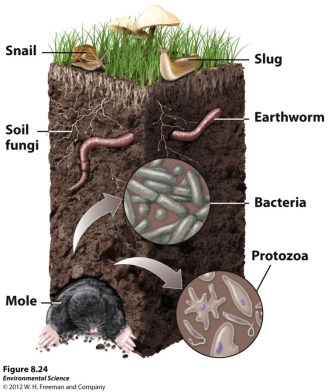 Snail
Slug
Soil
fungi
Earthworm
Bacteria
Protozoa
Mole
Figure 8.24
Environmental Science
© 2012 W. H. Freeman and Company